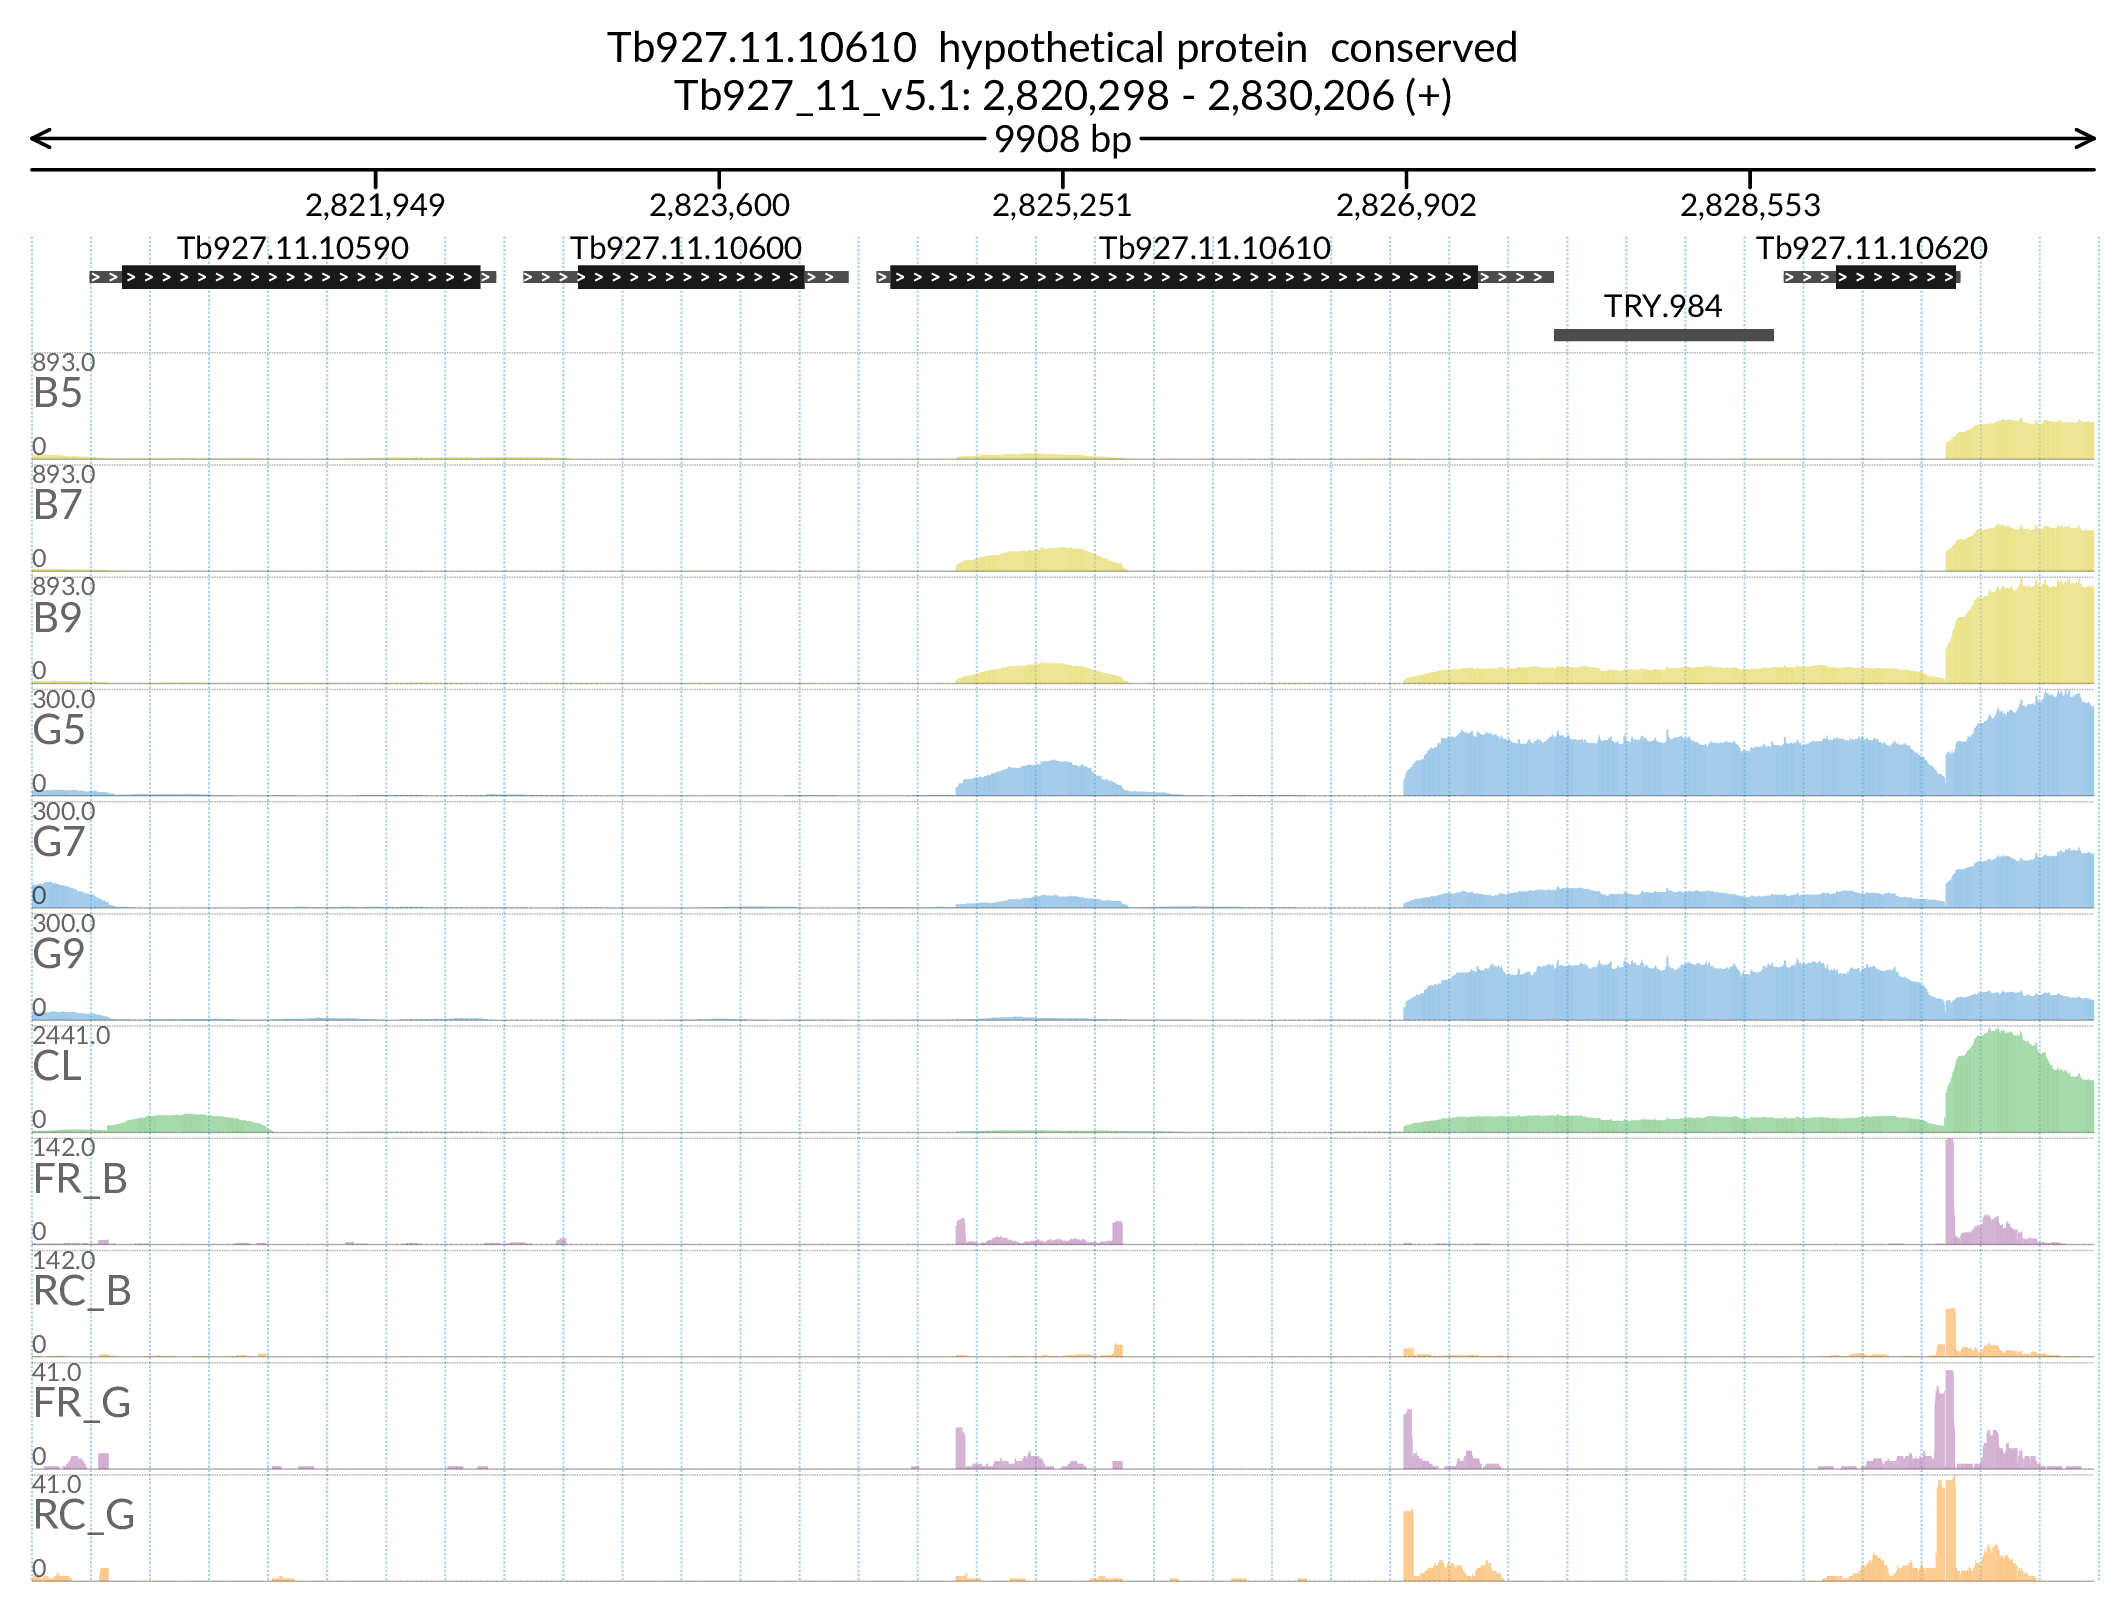 Tb927.11.10610 hypothetical protein conserved
Tb927_11_v5.1: 2,820,298 - 2,830,206 (+)
9908 bp
2,821,949 2,823,600 2,825,251 2,826,902 2,828,553
Tb927.11.10590 Tb927.11.10600 Tb927.11.10610 Tb927.11.10620
TRY.984
893.0
B5
0
893.0
B7
0
893.0
B9
0
300.0
G5
0
300.0
G7
0
300.0
G9
0
2441.0
CL
0
142.0
FR_B
0
142.0
RC_B
0
41.0
FR_G
0
41.0
RC_G
0